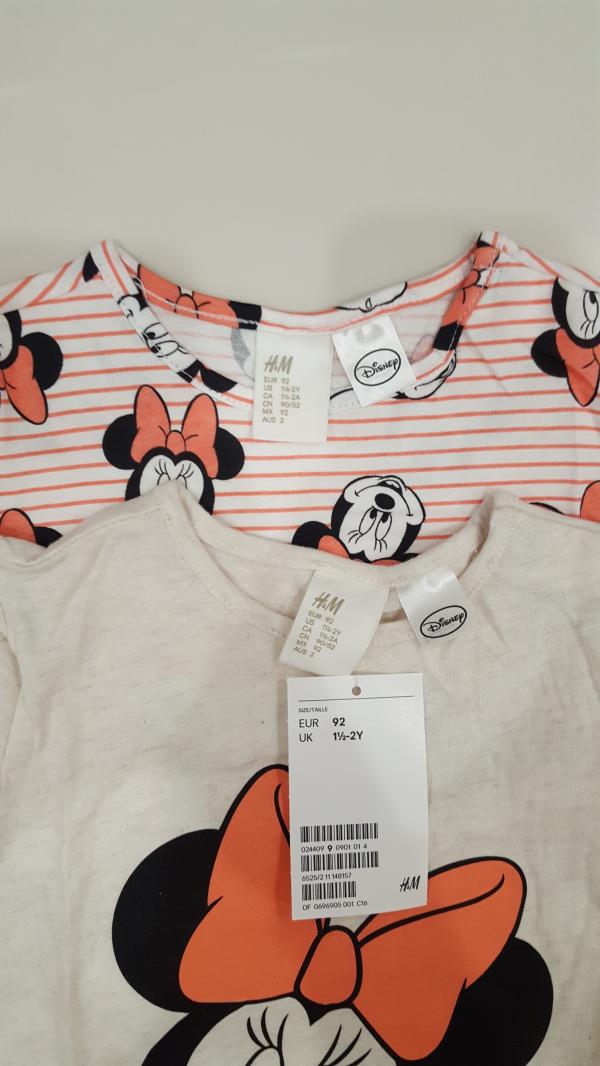 H&M
EUR 92
US 1½-2Y
CA 1½-2A
CN 90/52
MX 92
AUS 2
Disney
H&M
EUR 92
US 1½-2Y
CA 1½-2A
CN 90/52
MX 92
AUS 2
Disney
SIZE/TAILLE
EUR 92
UK 1½-2Y
024409 9 0901 01 4
6525/2 11 148157
H&M
OF 0696905 001 C16